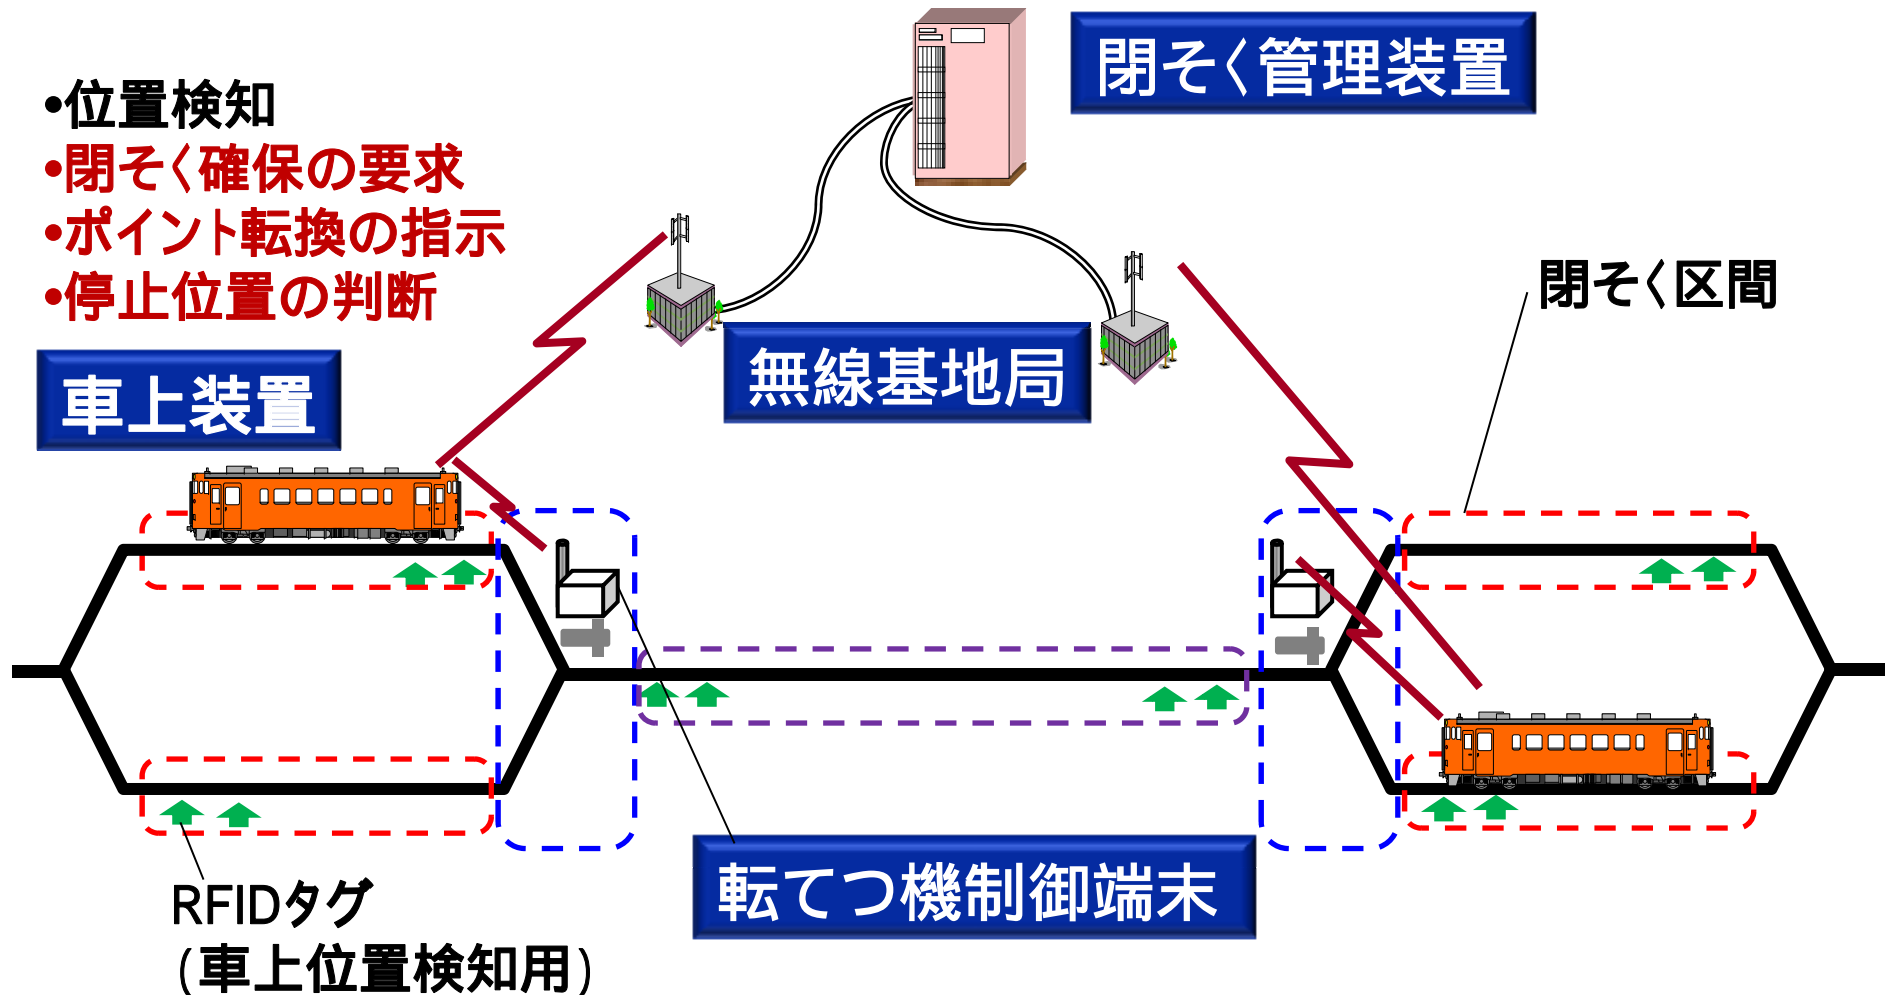 閉そく管理装置
•位置検知
•閉そく確保の要求
•ポイント転換の指示
•停止位置の判断
閉そく区間
無線基地局
車上装置
転てつ機制御端末
RFIDタグ
(車上位置検知用)